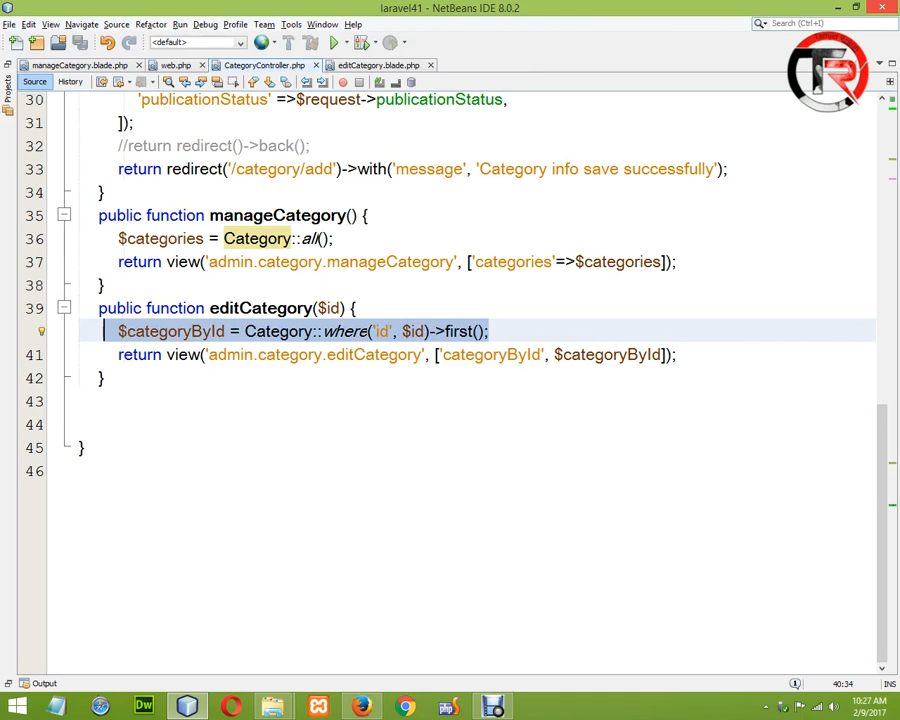 laravel41 - NetBeans IDE 8.0.2
File Edit View Navigate Source Refactor Run Debug Profile Team Tools Window Help
<default>
Search (Ctrl+I)
manageCategory.blade.php web.php CategoryController.php editCategory.blade.php
Source History
Projects
30 'publicationStatus' =>$request->publicationStatus,
31 ]);
32 //return redirect()->back();
33 return redirect('/category/add')->with('message', 'Category info save successfully');
34 }
35 public function manageCategory() {
36 $categories = Category::all();
37 return view('admin.category.manageCategory', ['categories'=>$categories]);
38 }
39 public function editCategory($id) {
$categoryById = Category::where('id', $id)->first();
41 return view('admin.category.editCategory', ['categoryById', $categoryById]);
42 }
43
44
45 }
46
Output
40:34 INS
Dw
php
10:27 AM
2/9/2017